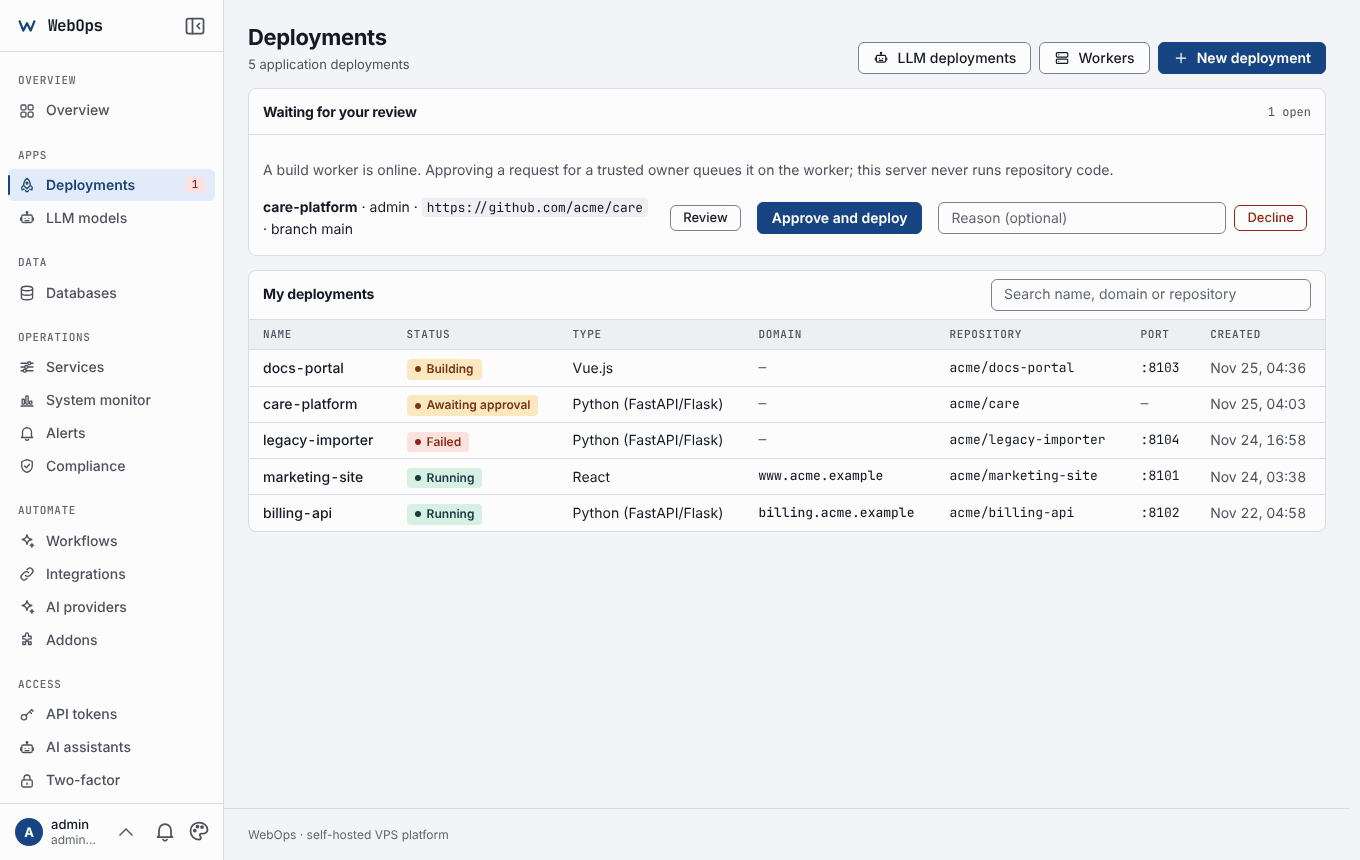 WebOps
OVERVIEW
Overview
APPS
Deployments 1
LLM models
DATA
Databases
OPERATIONS
Services
System monitor
Alerts
Compliance
AUTOMATE
Workflows
Integrations
AI providers
Addons
ACCESS
API tokens
AI assistants
Two-factor
A admin
admin...
Deployments
5 application deployments
LLM deployments
Workers
+ New deployment
Waiting for your review 1 open
A build worker is online. Approving a request for a trusted owner queues it on the worker; this server never runs repository code.
care-platform · admin · https://github.com/acme/care
· branch main
Review
Approve and deploy
Reason (optional)
Decline
My deployments
Search name, domain or repository
NAME STATUS TYPE DOMAIN REPOSITORY PORT CREATED
docs-portal Building Vue.js — acme/docs-portal :8103 Nov 25, 04:36
care-platform Awaiting approval Python (FastAPI/Flask) — acme/care — Nov 25, 04:03
legacy-importer Failed Python (FastAPI/Flask) — acme/legacy-importer :8104 Nov 24, 16:58
marketing-site Running React www.acme.example acme/marketing-site :8101 Nov 24, 03:38
billing-api Running Python (FastAPI/Flask) billing.acme.example acme/billing-api :8102 Nov 22, 04:58
WebOps · self-hosted VPS platform